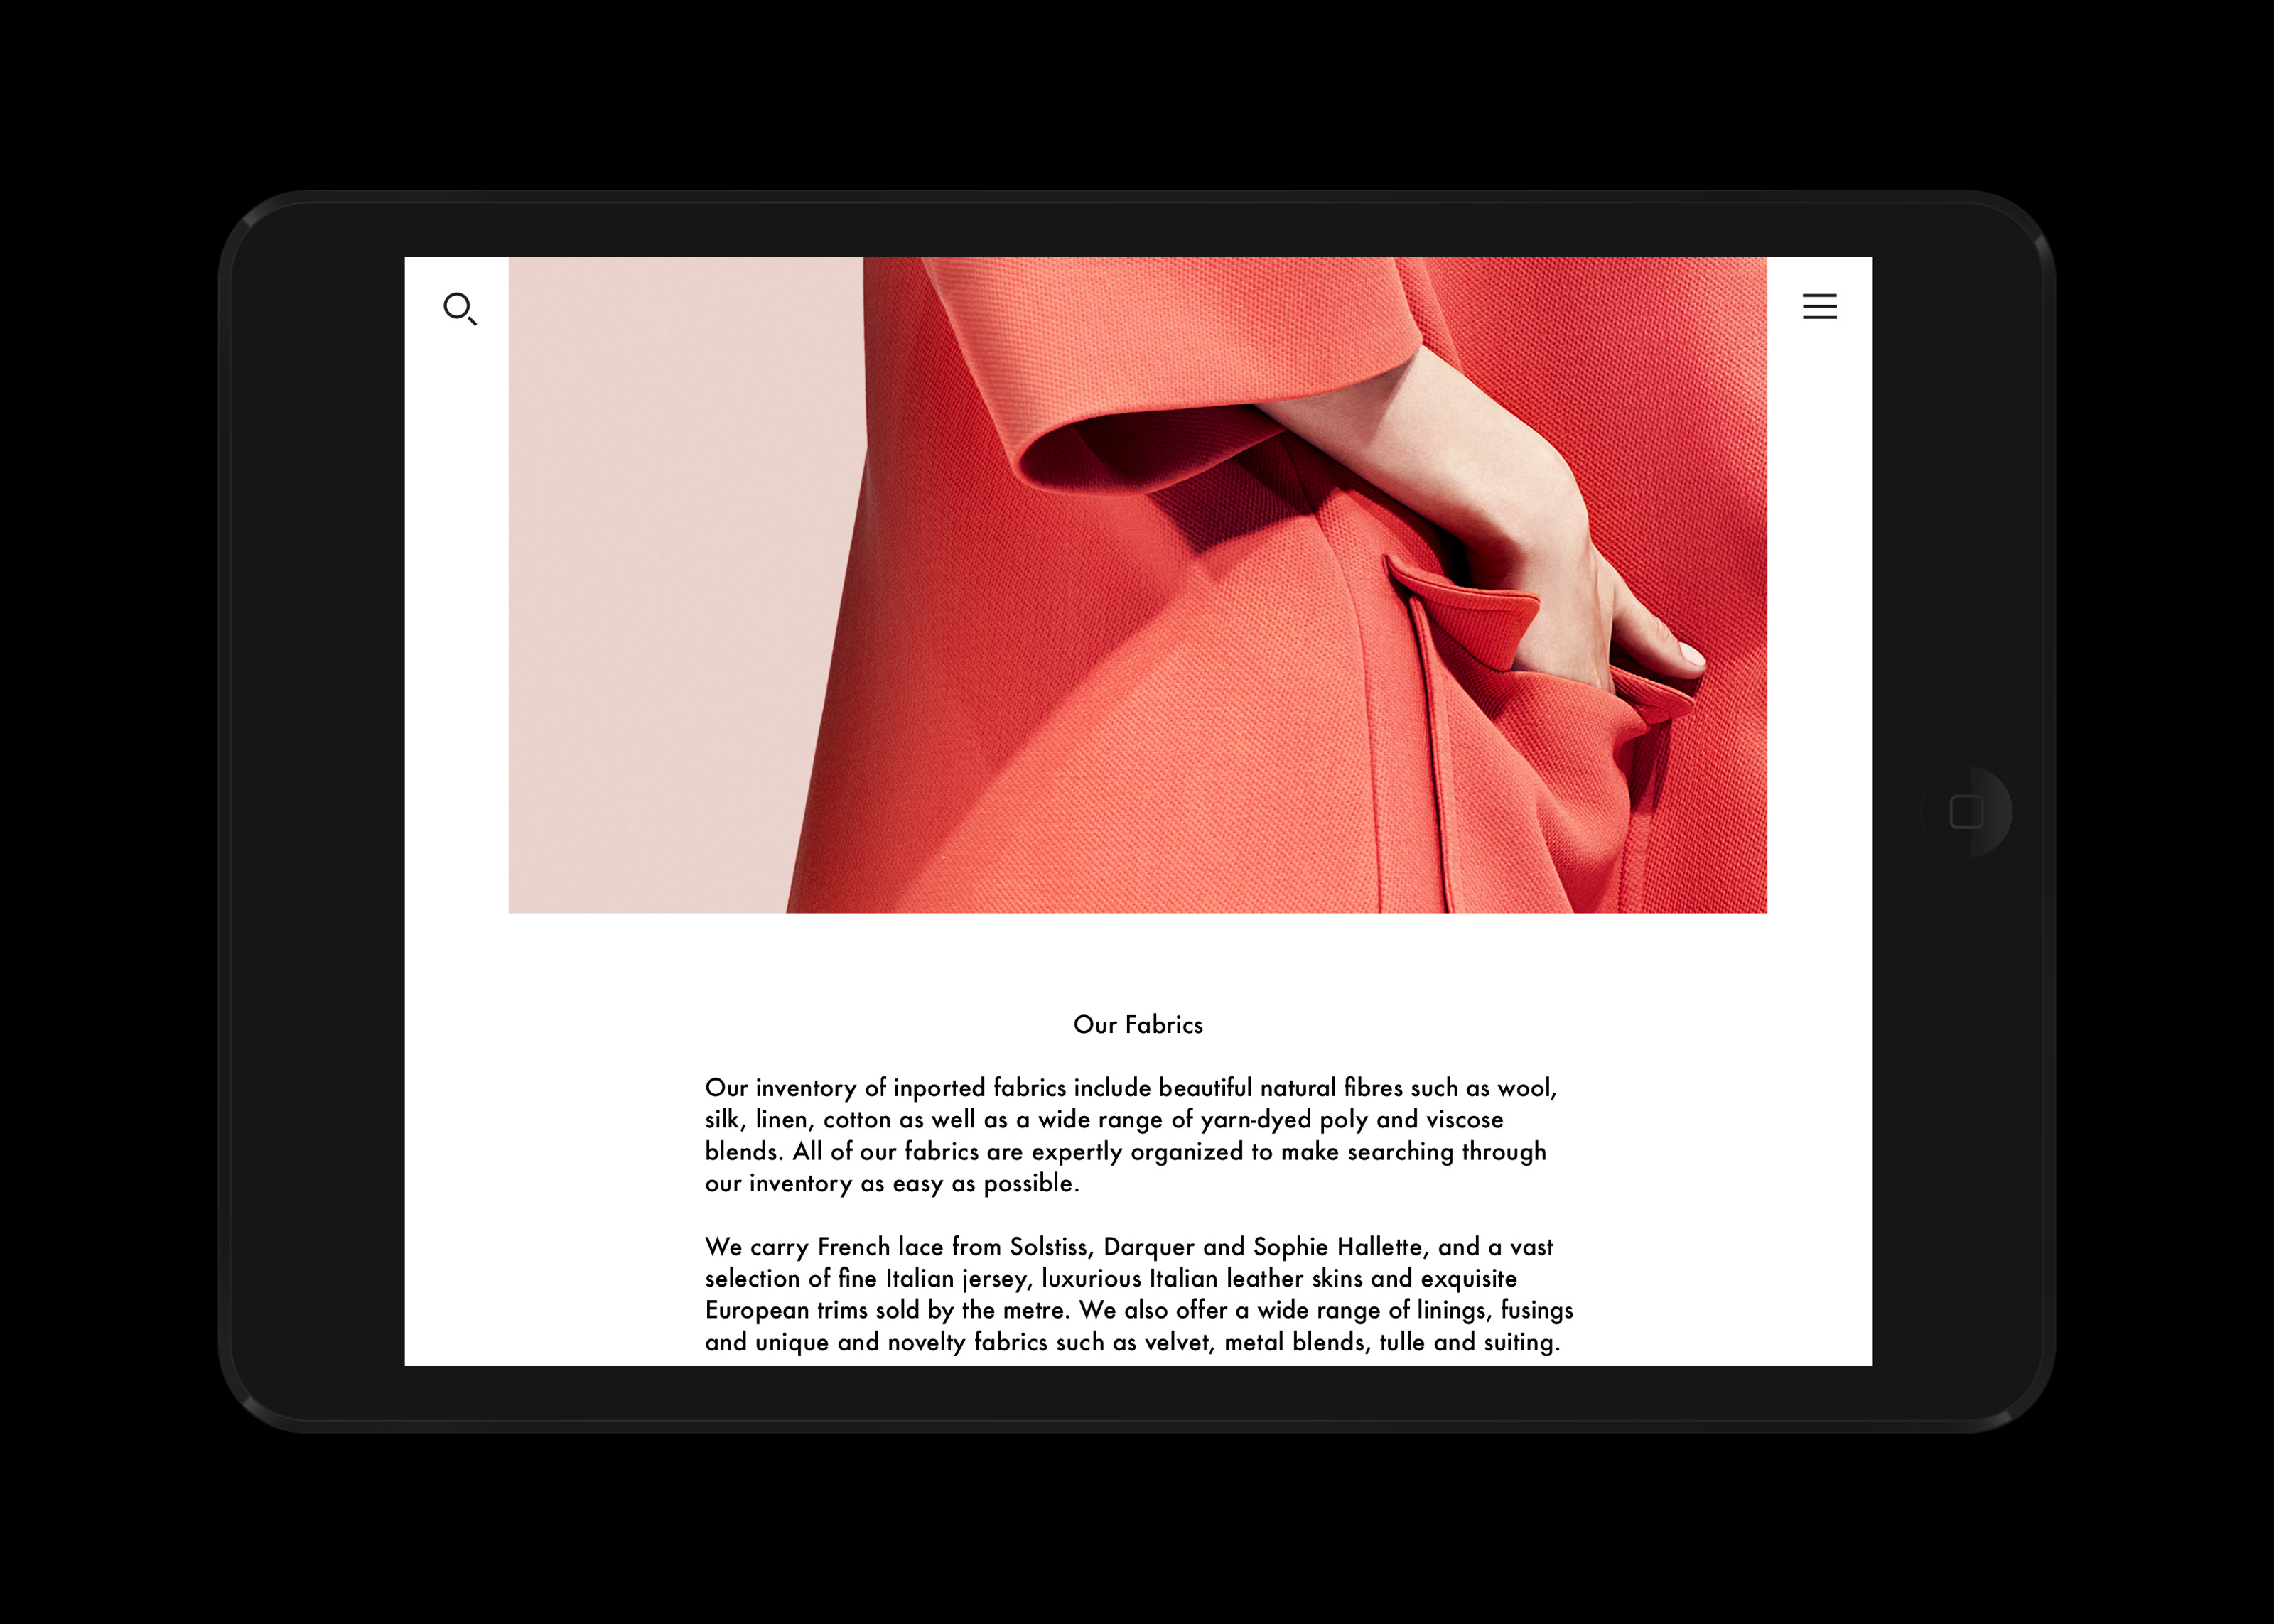 Our Fabrics
Our inventory of inported fabrics include beautiful natural fibres such as wool,
silk, linen, cotton as well as a wide range of yarn-dyed poly and viscose
blends. All of our fabrics are expertly organized to make searching through
our inventory as easy as possible.
We carry French lace from Solstiss, Darquer and Sophie Hallette, and a vast
selection of fine Italian jersey, luxurious Italian leather skins and exquisite
European trims sold by the metre. We also offer a wide range of linings, fusings
and unique and novelty fabrics such as velvet, metal blends, tulle and suiting.